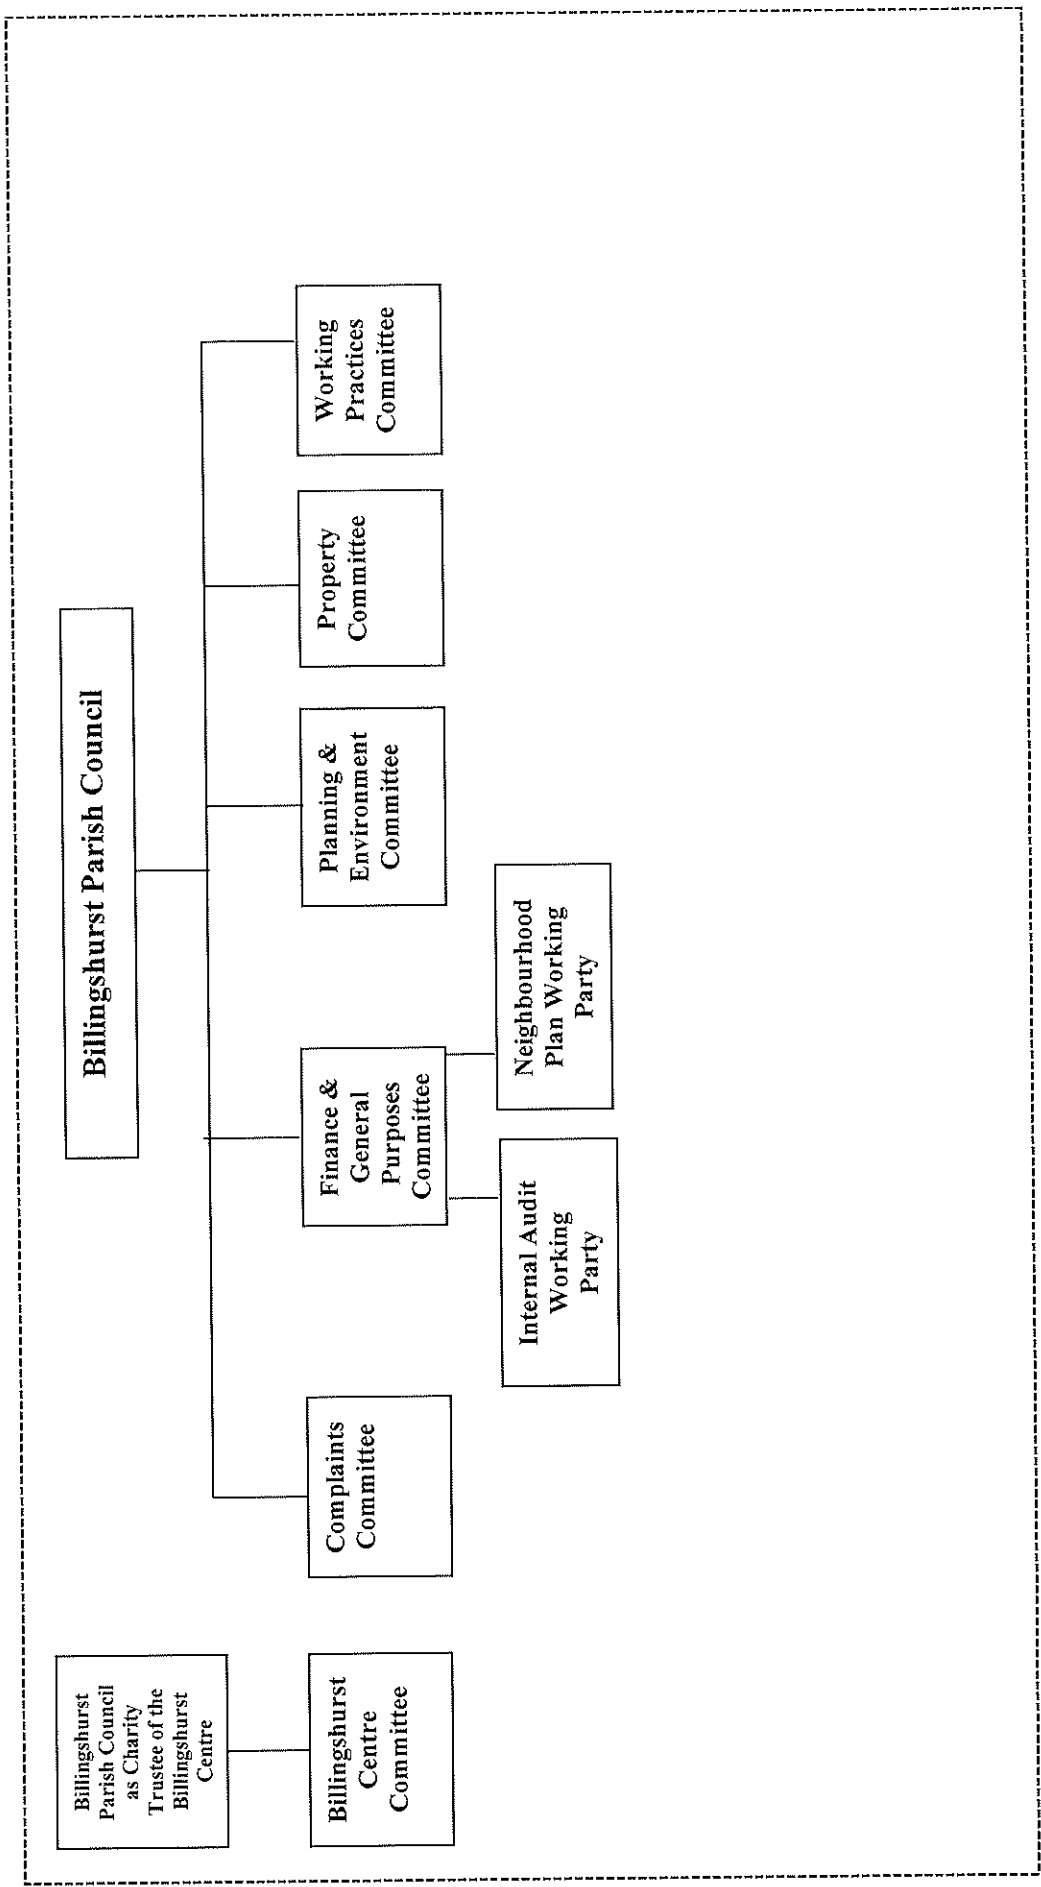 Billingshurst
Parish Council
as Charity
Trustee of the
Billingshurst
Centre
Billingshurst Parish Council
Billingshurst
Centre
Committee
Complaints
Committee
Finance &
General
Purposes
Committee
Planning &
Environment
Committee
Property
Committee
Working
Practices
Committee
Internal Audit
Working
Party
Neighbourhood
Plan Working
Party